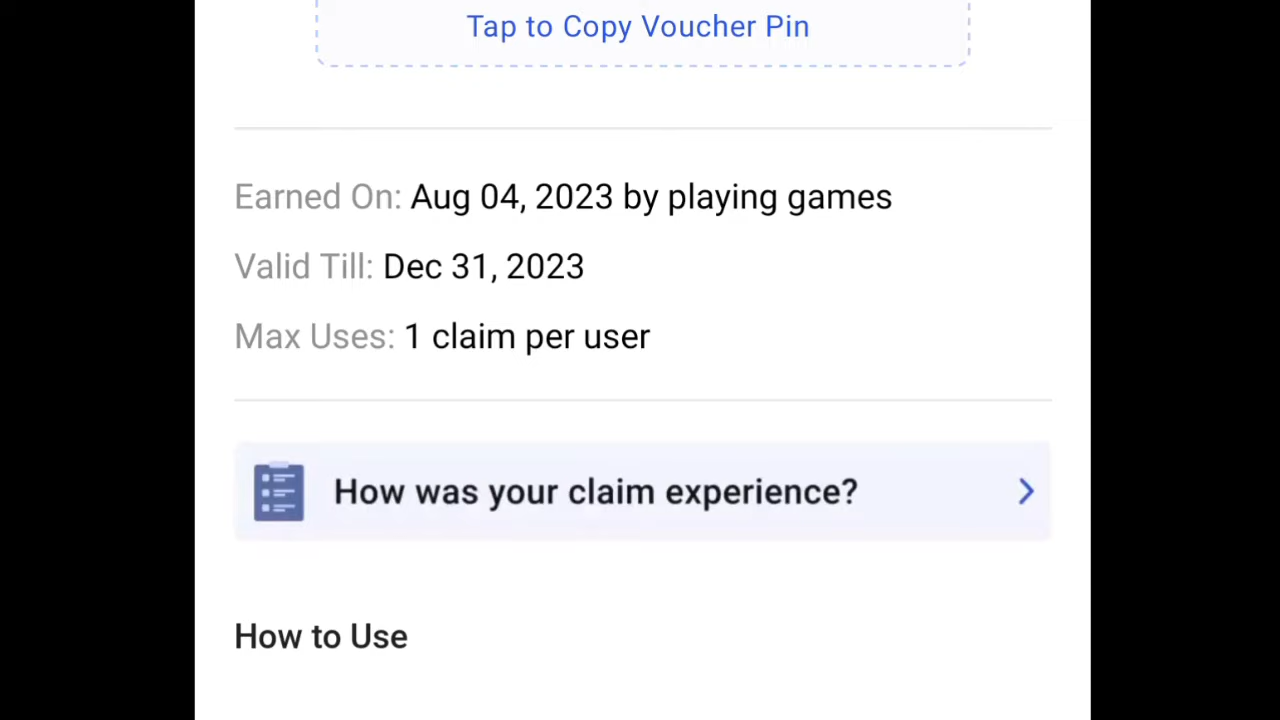 Tap to Copy Voucher Pin
Earned On: Aug 04, 2023 by playing games
Valid Till: Dec 31, 2023
Max Uses: 1 claim per user
How was your claim experience?
How to Use